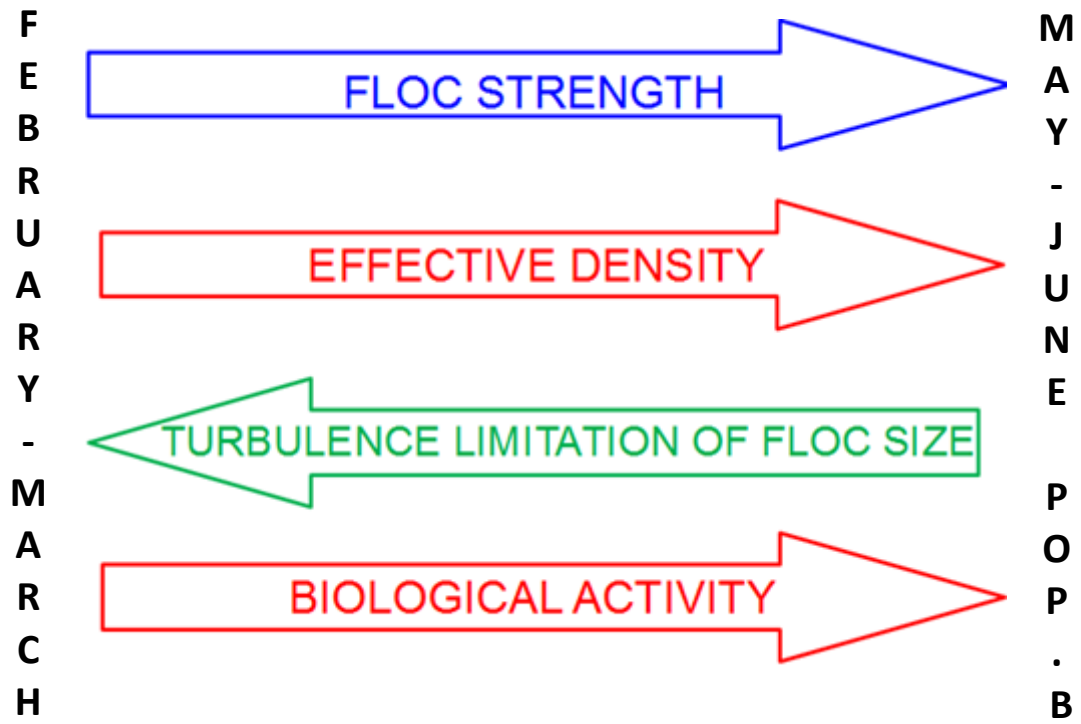 FEBRUARY-MARCH
FLOC STRENGTH
EFFECTIVE DENSITY
TURBULENCE LIMITATION OF FLOC SIZE
BIOLOGICAL ACTIVITY
MAY-JUNE POP.B